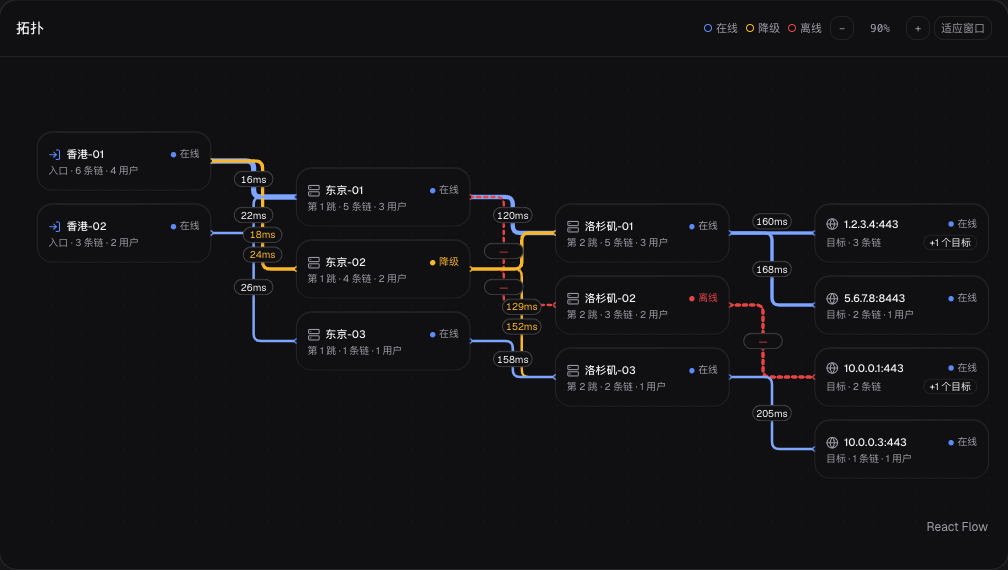 拓扑
在线 降级 离线 − 90% + 适应窗口
香港-01 在线
入口 · 6 条链 · 4 用户
香港-02 在线
入口 · 3 条链 · 2 用户
16ms
22ms
18ms
24ms
26ms
东京-01 在线
第 1 跳 · 5 条链 · 3 用户
东京-02 降级
第 1 跳 · 4 条链 · 2 用户
东京-03 在线
第 1 跳 · 1 条链 · 1 用户
120ms
—
—
129ms
152ms
158ms
洛杉矶-01 在线
第 2 跳 · 5 条链 · 3 用户
洛杉矶-02 离线
第 2 跳 · 3 条链 · 2 用户
洛杉矶-03 在线
第 2 跳 · 2 条链 · 1 用户
160ms
168ms
—
205ms
1.2.3.4:443 在线
目标 · 3 条链 +1 个目标
5.6.7.8:8443 在线
目标 · 2 条链 · 1 用户
10.0.0.1:443 在线
目标 · 2 条链 +1 个目标
10.0.0.3:443 在线
目标 · 1 条链 · 1 用户
React Flow